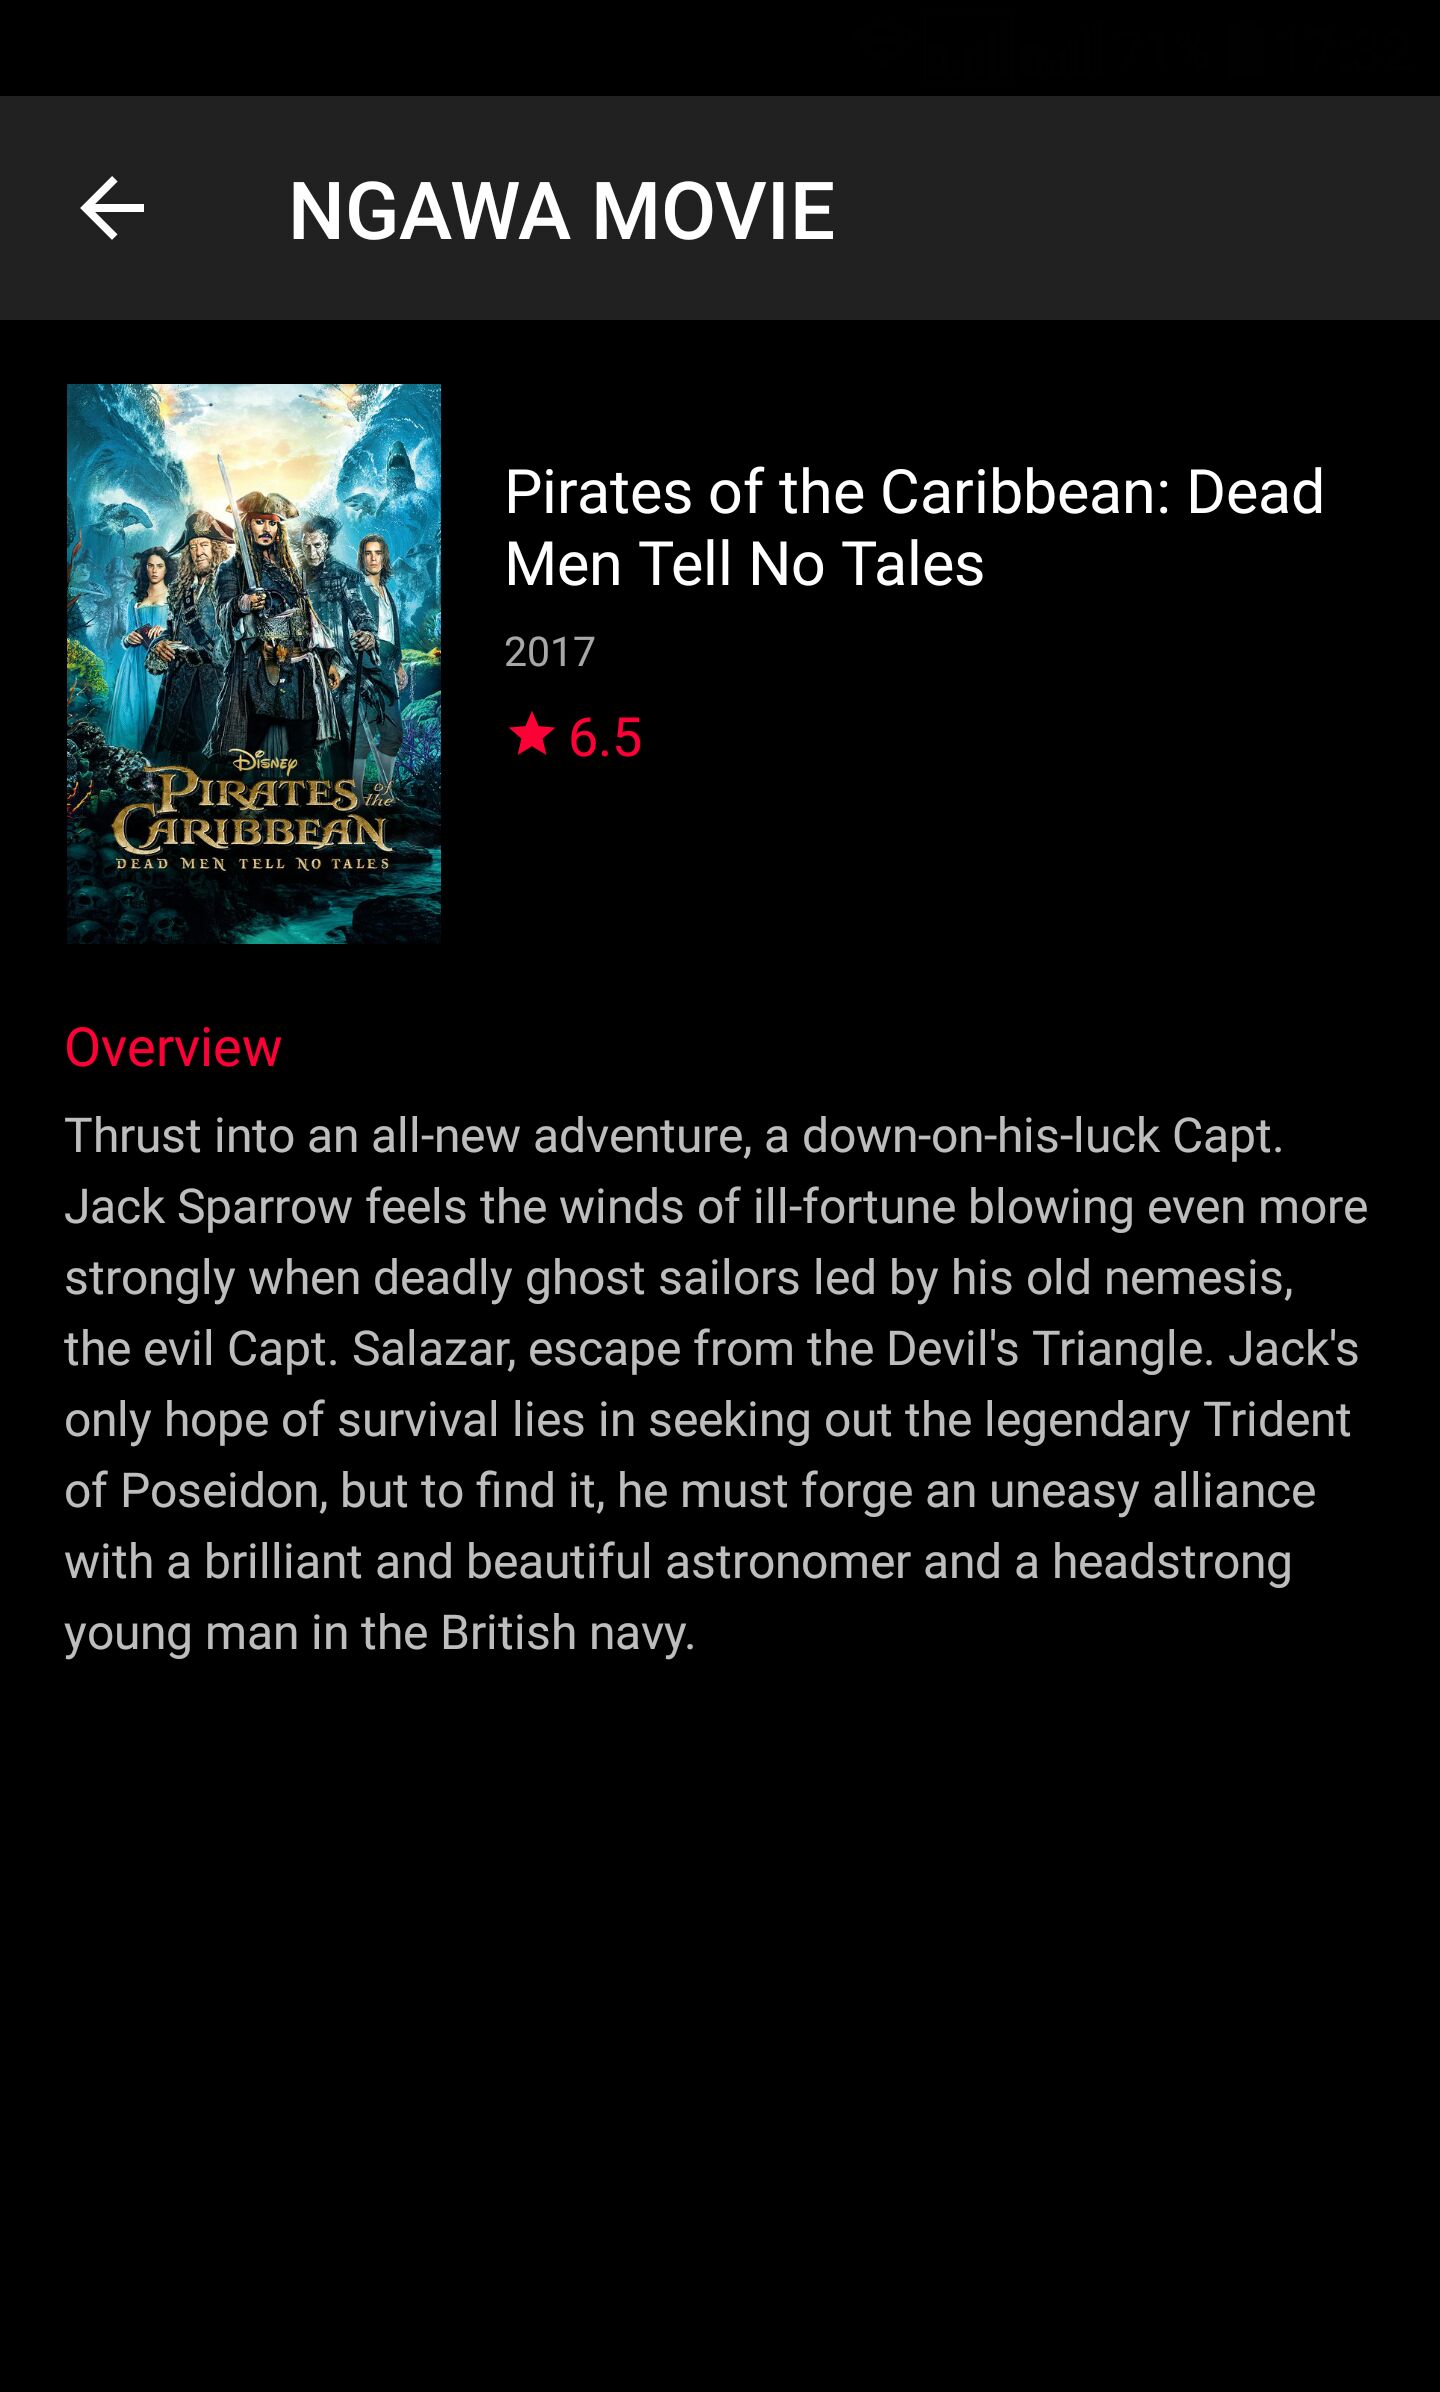 NGAWA MOVIE
Pirates of the Caribbean: Dead
Men Tell No Tales
2017
6.5
DISNEY
PIRATES of the
CARIBBEAN
DEAD MEN TELL NO TALES
Overview
Thrust into an all-new adventure, a down-on-his-luck Capt.
Jack Sparrow feels the winds of ill-fortune blowing even more
strongly when deadly ghost sailors led by his old nemesis,
the evil Capt. Salazar, escape from the Devil's Triangle. Jack's
only hope of survival lies in seeking out the legendary Trident
of Poseidon, but to find it, he must forge an uneasy alliance
with a brilliant and beautiful astronomer and a headstrong
young man in the British navy.